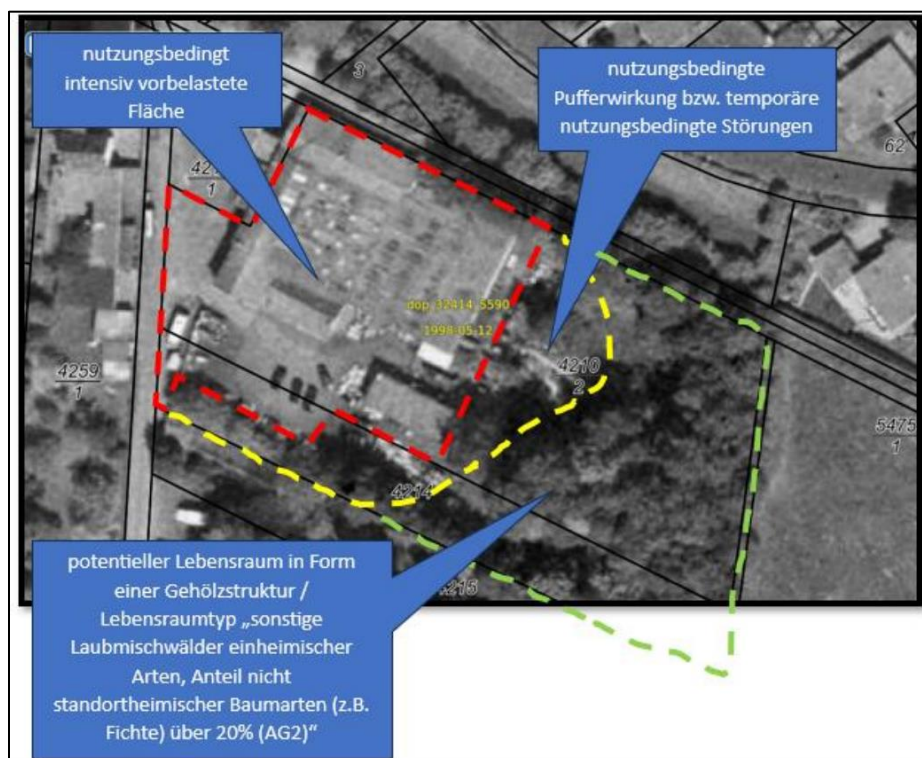 nutzungsbedingt
intensiv vorbelastete
Fläche
nutzungsbedingte
Pufferwirkung bzw. temporäre
nutzungsbedingte Störungen
3
62
1
dop_32414_5590
1998-05-12
4259
1
4210
2
5475
1
4214
potentieller Lebensraum in Form
einer Gehölzstruktur /
Lebensraumtyp „sonstige
Laubmischwälder einheimischer
Arten, Anteil nicht
standortheimischer Baumarten (z.B.
Fichte) über 20% (AG2)“